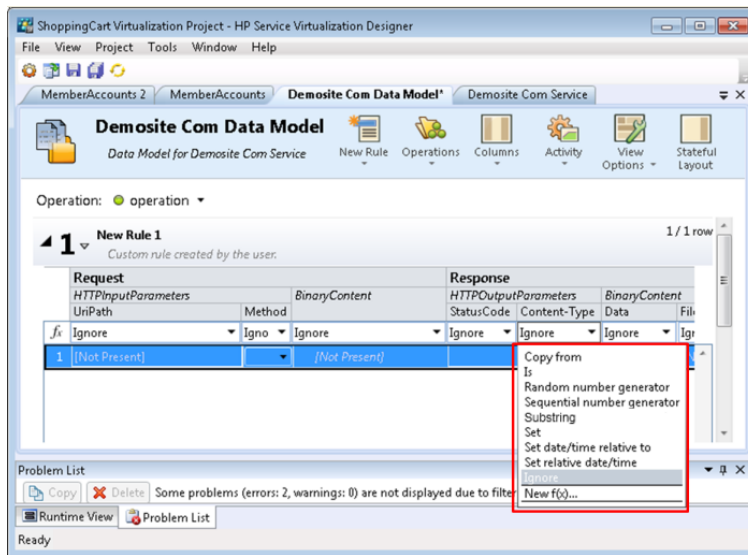 ShoppingCart Virtualization Project - HP Service Virtualization Designer
File View Project Tools Window Help
MemberAccounts 2 MemberAccounts Demosite Com Data Model* Demosite Com Service
Demosite Com Data Model
Data Model for Demosite Com Service
New Rule Operations Columns Activity View Options Stateful Layout
Operation: operation
1 New Rule 1 1 / 1 row
Custom rule created by the user.
Request Response
HTTPInputParameters BinaryContent HTTPOutputParameters BinaryContent
UriPath Method StatusCode Content-Type Data File
fx Ignore Igno Ignore Ignore Ignore Ignore Igr
1 [Not Present] [Not Present]
Copy from
Is
Random number generator
Sequential number generator
Substring
Set
Set date/time relative to
Set relative date/time
Ignore
New f(x)...
Problem List
Copy Delete Some problems (errors: 2, warnings: 0) are not displayed due to filter
Runtime View Problem List
Ready